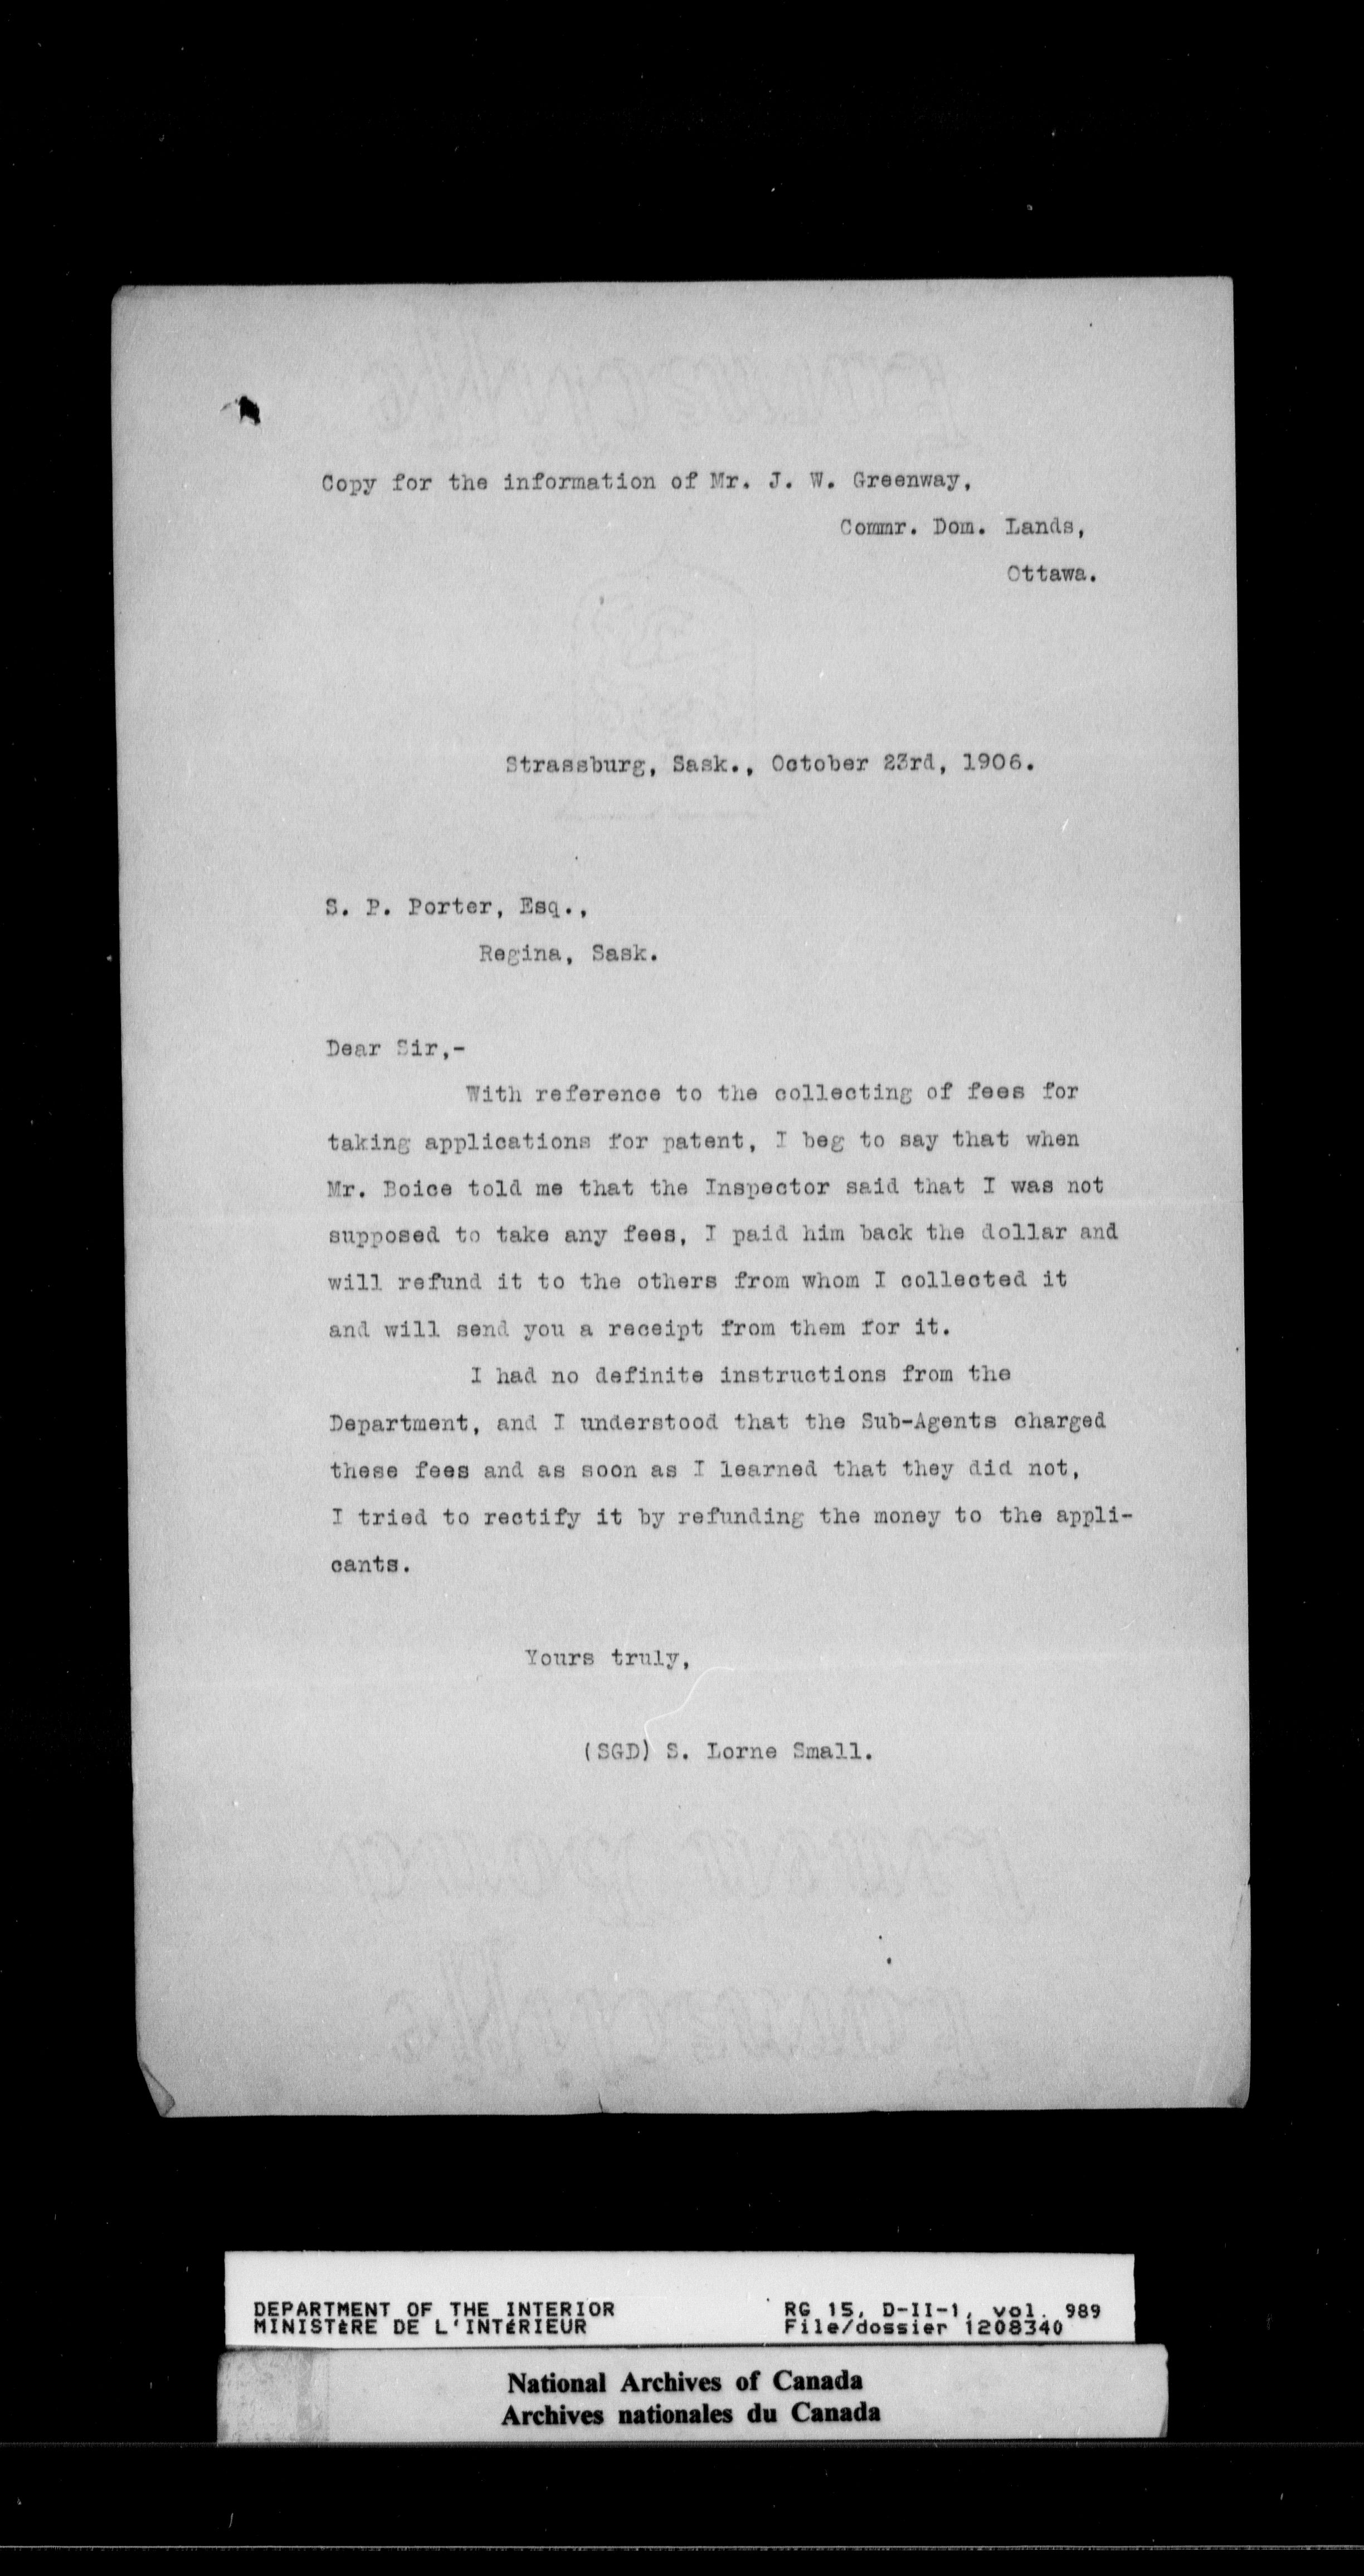 Copy for the information of Mr. J. W. Greenway,
Commr. Dom. Lands,
Ottawa.
Strassburg, Sask., October 23rd, 1906.
S. P. Porter, Esq.,
Regina, Sask.
Dear Sir,-
With reference to the collecting of fees for
taking applications for patent, I beg to say that when
Mr. Boice told me that the Inspector said that I was not
supposed to take any fees, I paid him back the dollar and
will refund it to the others from whom I collected it
and will send you a receipt from them for it.
I had no definite instructions from the
Department, and I understood that the Sub-Agents charged
these fees and as soon as I learned that they did not,
I tried to rectify it by refunding the money to the appli-
cants.
Yours truly,
(SGD) S. Lorne Small.
DEPARTMENT OF THE INTERIOR
MINISTÈRE DE L'INTÉRIEUR
RG 15, D-II-1, vol. 989
File/dossier 1208340
National Archives of Canada
Archives nationales du Canada